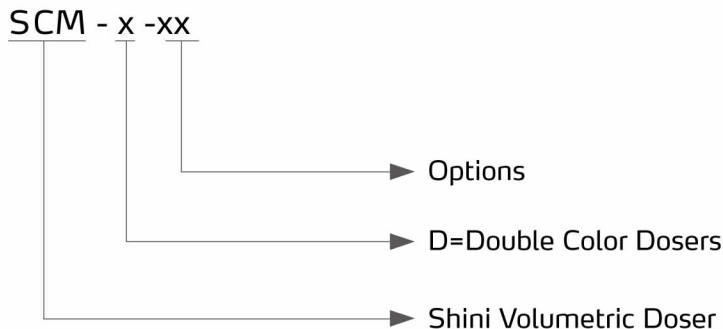 SCM - x -xx
Options
D=Double Color Dosers
Shini Volumetric Doser